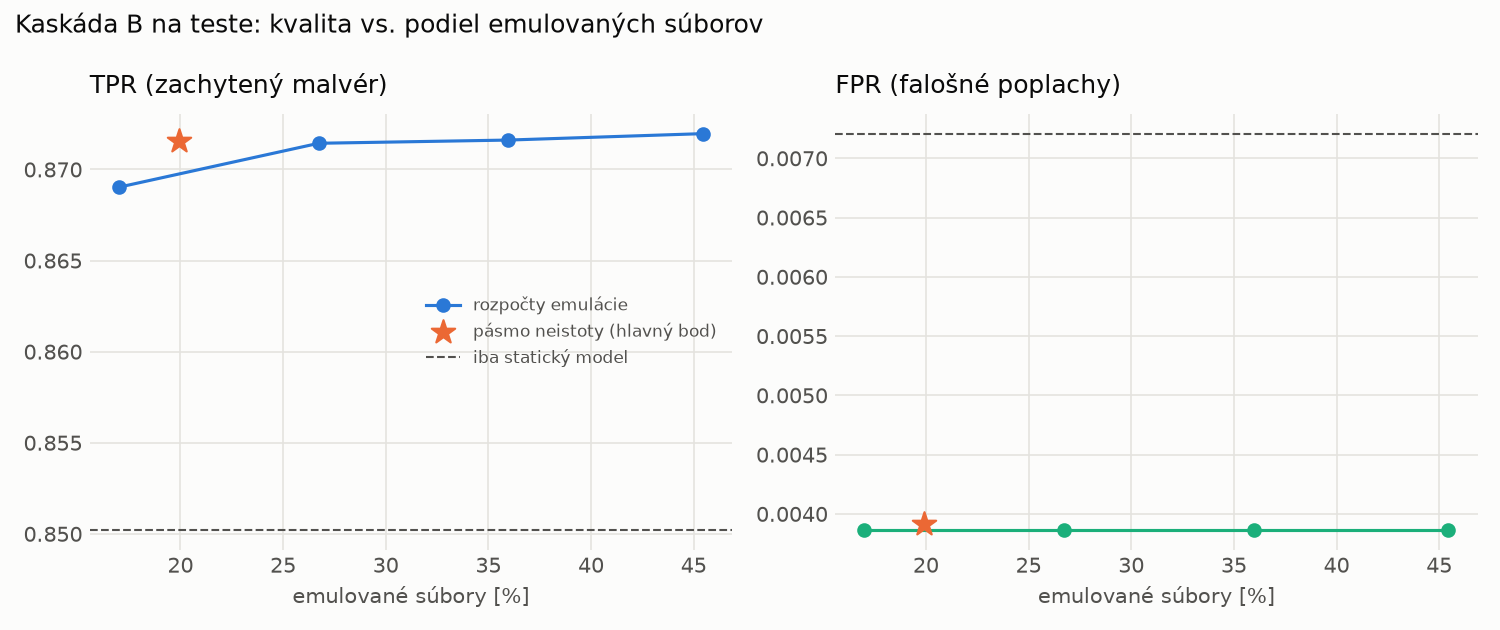 Kaskáda B na teste: kvalita vs. podiel emulovaných súborov
TPR (zachytený malvér)
0.870
0.865
0.860
0.855
0.850
rozpočty emulácie
pásmo neistoty (hlavný bod)
iba statický model
20 25 30 35 40 45
emulované súbory [%]
FPR (falošné poplachy)
0.0070
0.0065
0.0060
0.0055
0.0050
0.0045
0.0040
20 25 30 35 40 45
emulované súbory [%]